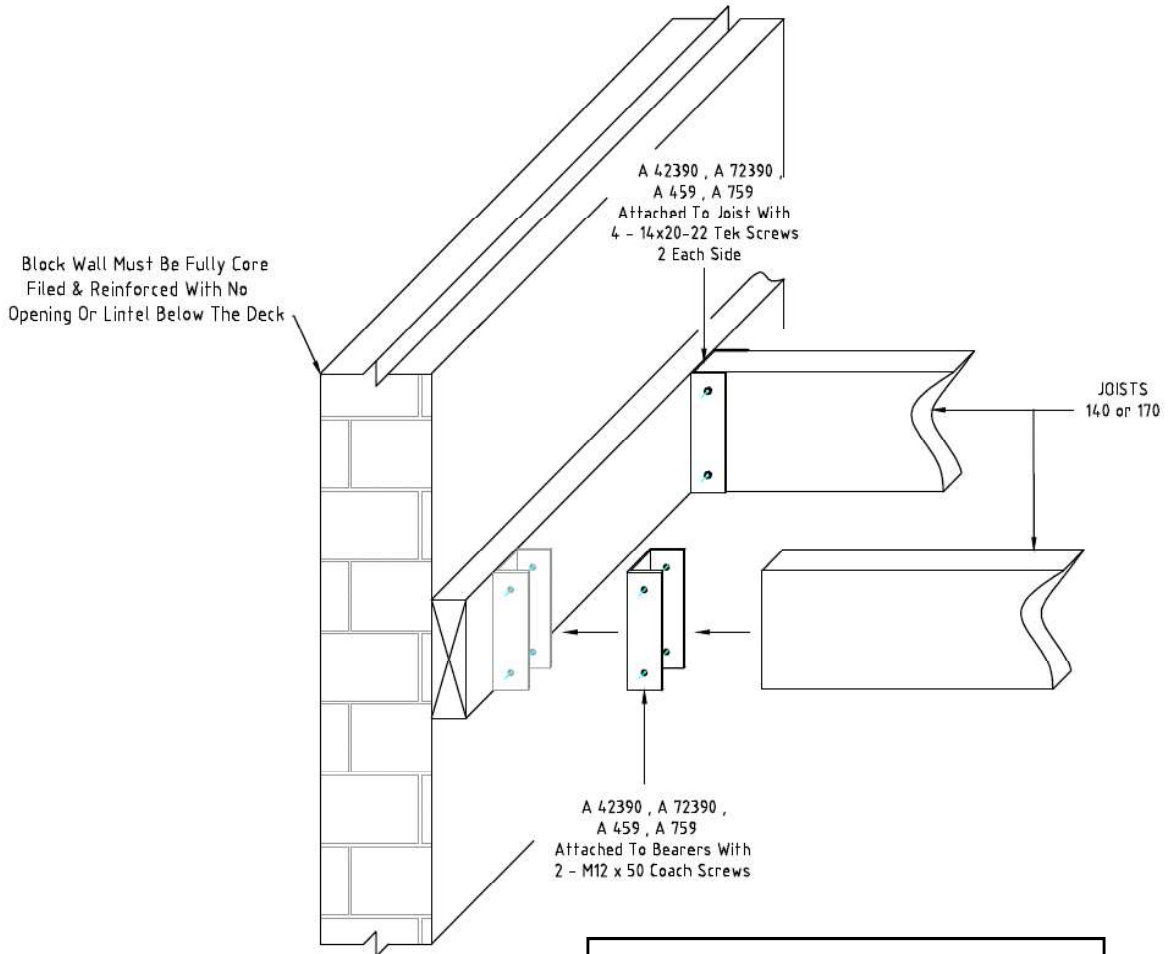 A 42390 , A 72390 ,
A 459 , A 759
Attached To Joist With
4 - 14x20-22 Tek Screws
2 Each Side
Block Wall Must Be Fully Core
Filed & Reinforced With No
Opening Or Lintel Below The Deck
JOISTS
140 or 170
A 42390 , A 72390 ,
A 459 , A 759
Attached To Bearers With
2 - M12 x 50 Coach Screws